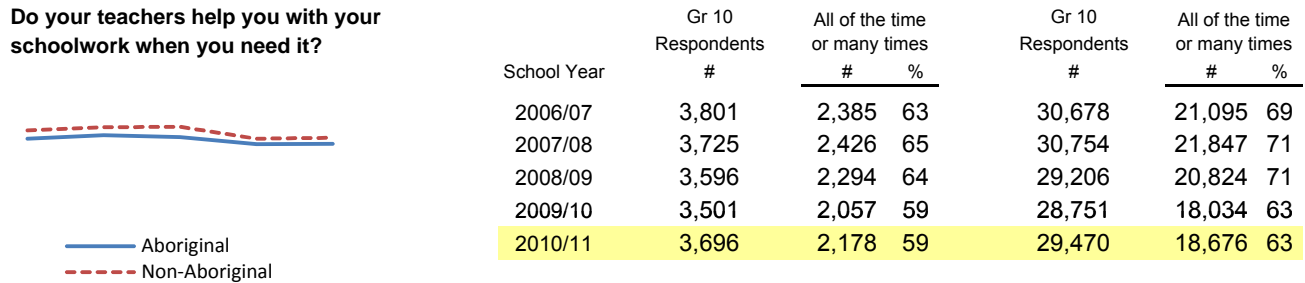 Do your teachers help you with your
schoolwork when you need it?
Aboriginal
Non-Aboriginal
Gr 10 All of the time Gr 10 All of the time
Respondents or many times Respondents or many times
School Year # # % # # %
2006/07 3,801 2,385 63 30,678 21,095 69
2007/08 3,725 2,426 65 30,754 21,847 71
2008/09 3,596 2,294 64 29,206 20,824 71
2009/10 3,501 2,057 59 28,751 18,034 63
2010/11 3,696 2,178 59 29,470 18,676 63